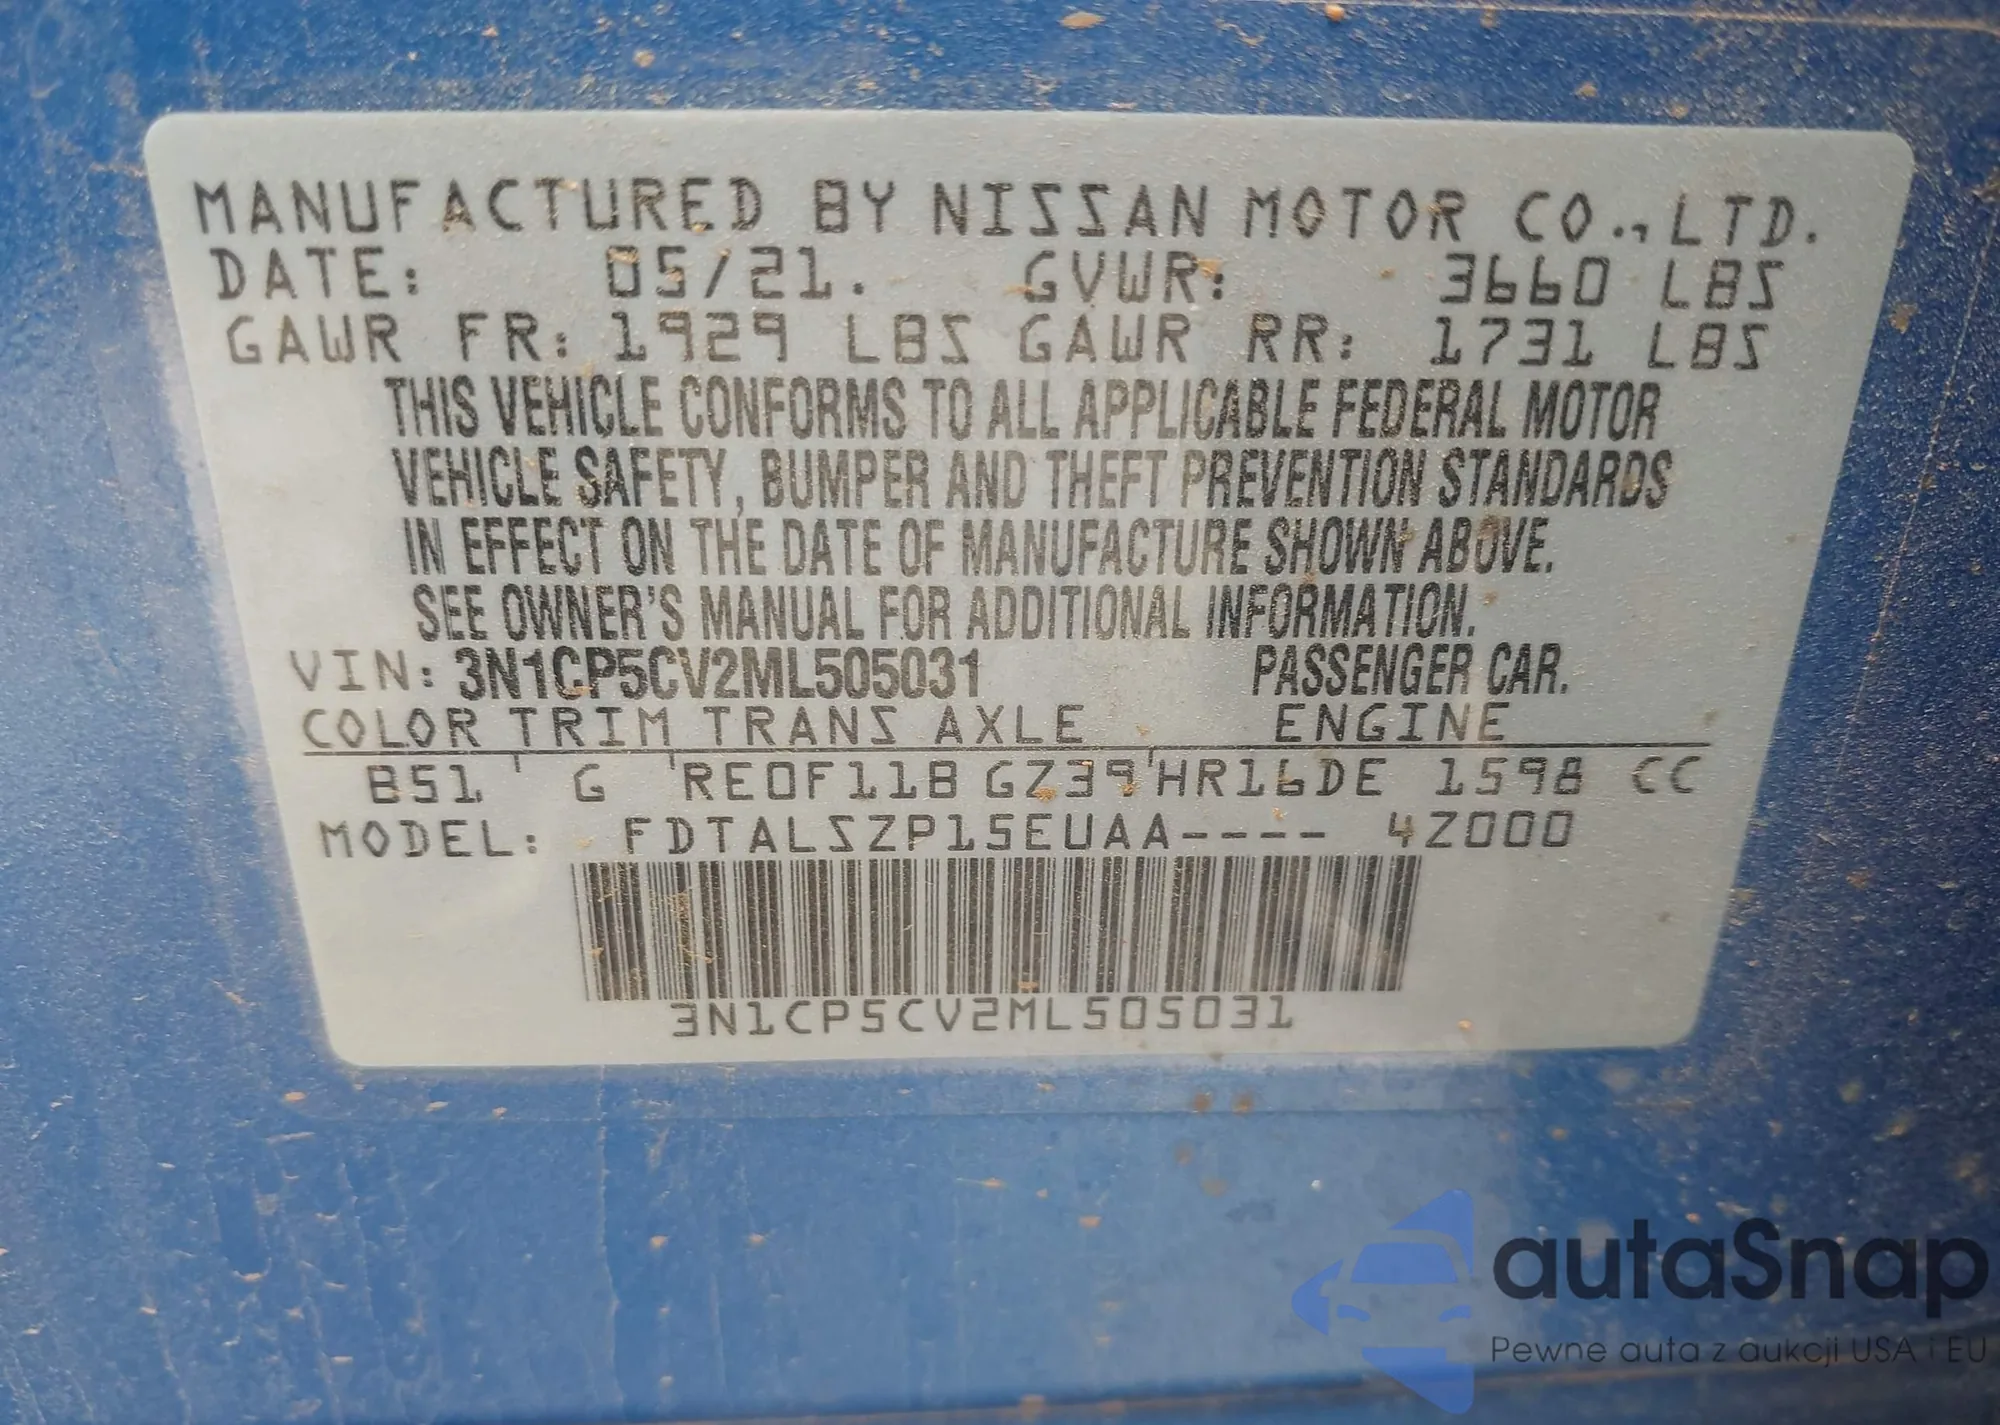 MANUFACTURED BY NISSAN MOTOR CO., LTD.
DATE: 05/21. GVWR: 3660 LBS
GAWR FR: 1929 LBS GAWR RR: 1731 LBS
THIS VEHICLE CONFORMS TO ALL APPLICABLE FEDERAL MOTOR
VEHICLE SAFETY, BUMPER AND THEFT PREVENTION STANDARDS
IN EFFECT ON THE DATE OF MANUFACTURE SHOWN ABOVE.
SEE OWNER'S MANUAL FOR ADDITIONAL INFORMATION.
VIN: 3N1CP5CV2ML505031 PASSENGER CAR.
COLOR TRIM TRANS AXLE ENGINE
B51 G RE0F11B GZ39 HR16DE 1598 CC
MODEL: FDTALSZP15EUAA---- 4Z000
3N1CP5CV2ML505031
autaSnap
Pewne auta z aukcji USA i EU